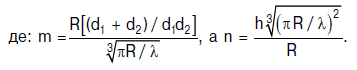 де: m = R[(d₁ + d₂) / d₁d₂] / ∛(πR / λ), а n = h∛((πR / λ)²) / R.